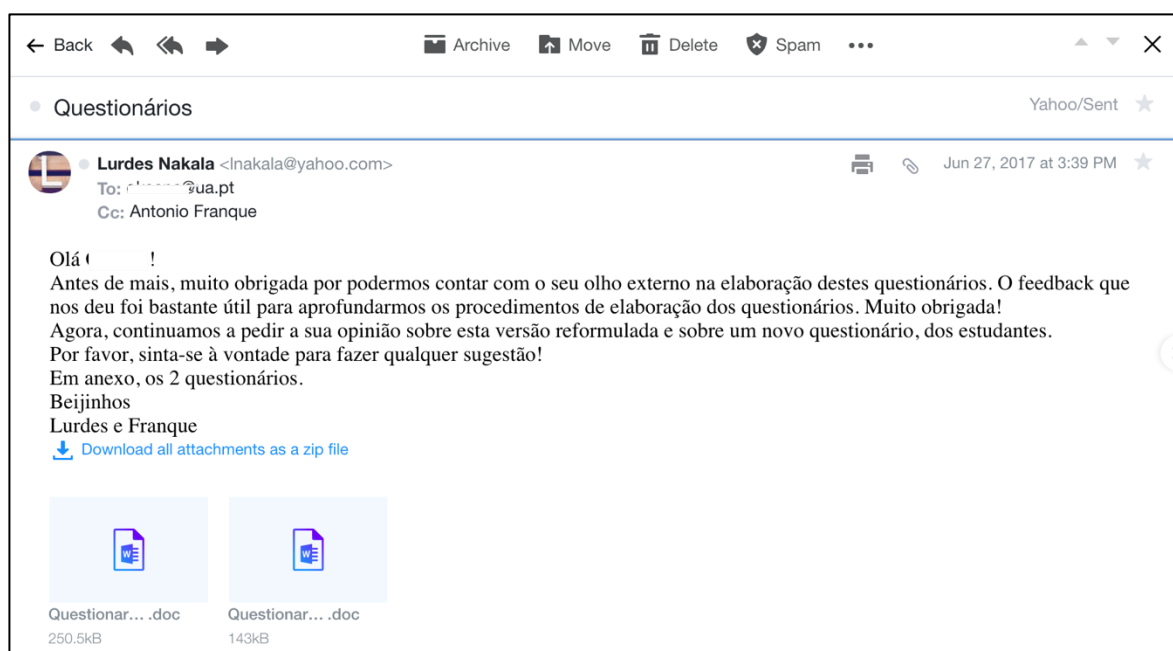 Back Archive Move Delete Spam
Questionários Yahoo/Sent
L Lurdes Nakala <lnakala@yahoo.com> Jun 27, 2017 at 3:39 PM
To: @ua.pt
Cc: Antonio Franque
Olá !
Antes de mais, muito obrigada por podermos contar com o seu olho externo na elaboração destes questionários. O feedback que
nos deu foi bastante útil para aprofundarmos os procedimentos de elaboração dos questionários. Muito obrigada!
Agora, continuamos a pedir a sua opinião sobre esta versão reformulada e sobre um novo questionário, dos estudantes.
Por favor, sinta-se à vontade para fazer qualquer sugestão!
Em anexo, os 2 questionários.
Beijinhos
Lurdes e Franque
Download all attachments as a zip file
W W
Questionar... .doc Questionar... .doc
250.5kB 143kB